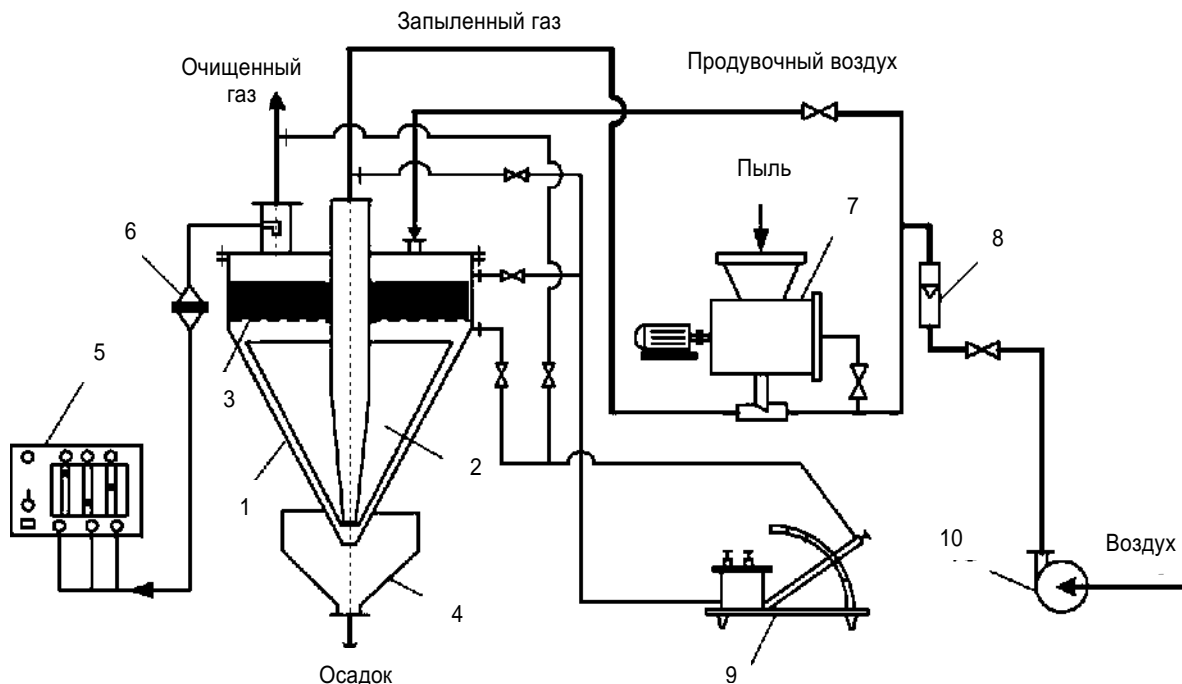 Запыленный газ
Очищенный
газ
Продувочный воздух
Пыль
7
6
8
5
3
2
1
10
Воздух
4
9
Осадок